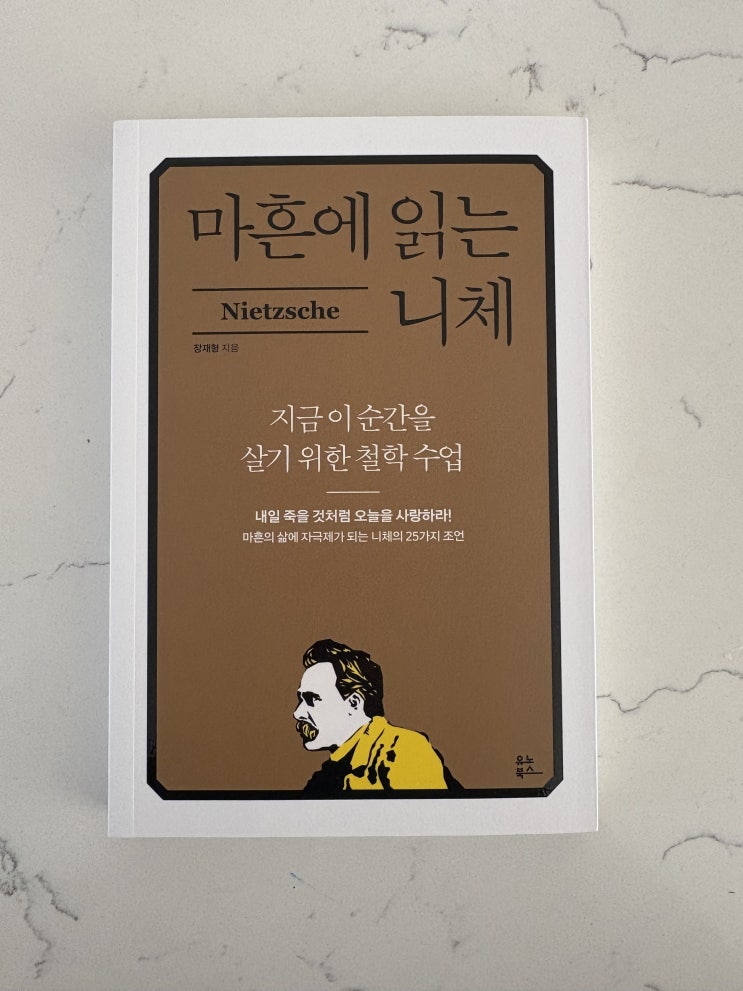 마흔에 읽는
니체
Nietzsche
장재형 지음
지금 이 순간을
살기 위한 철학 수업
내일 죽을 것처럼 오늘을 사랑하라!
마흔의 삶에 자극제가 되는 니체의 25가지 조언
유노
북스